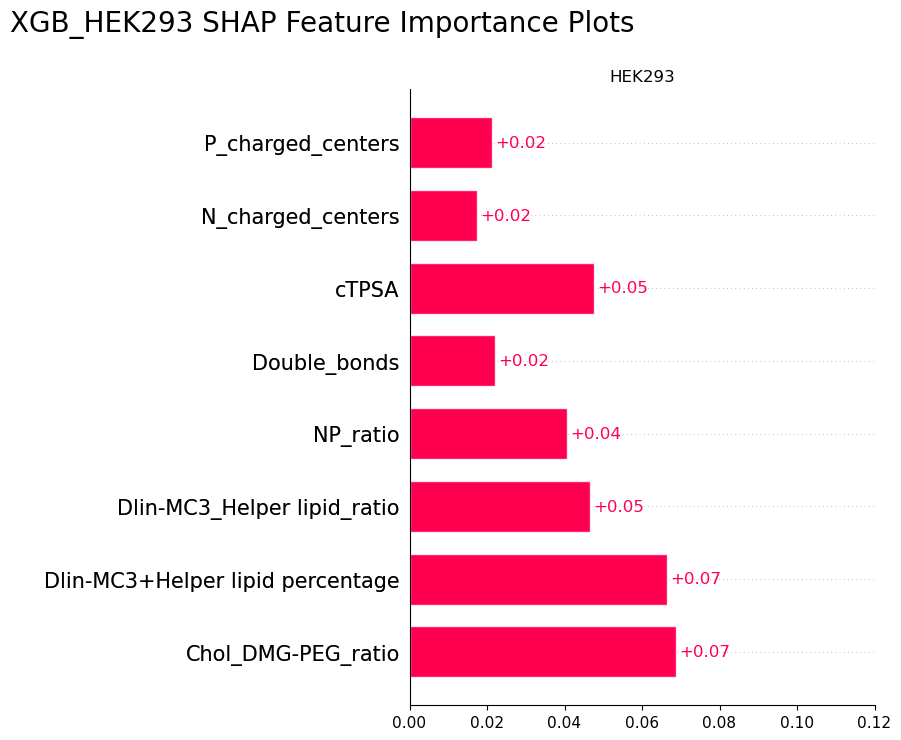 XGB_HEK293 SHAP Feature Importance Plots
HEK293
P_charged_centers
+0.02
N_charged_centers
+0.02
cTPSA
+0.05
Double_bonds
+0.02
NP_ratio
+0.04
Dlin-MC3_Helper lipid_ratio
+0.05
Dlin-MC3+Helper lipid percentage
+0.07
Chol_DMG-PEG_ratio
+0.07
0.00 0.02 0.04 0.06 0.08 0.10 0.12